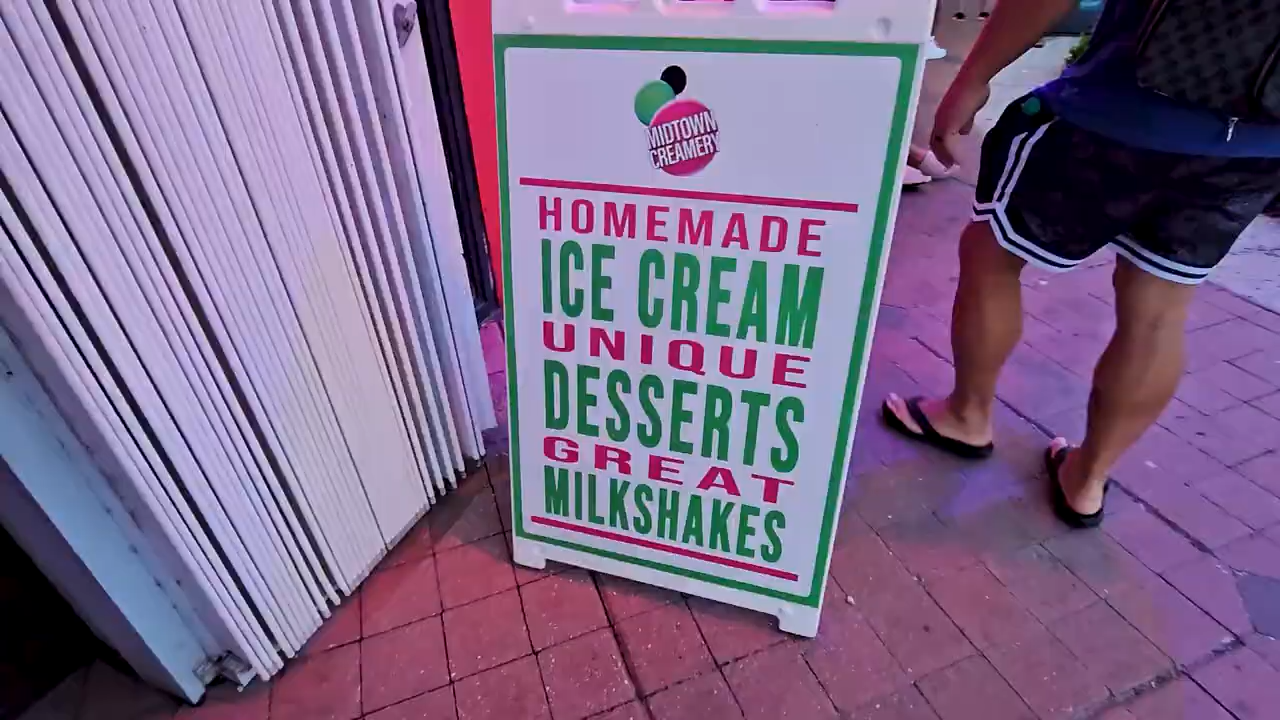 MIDTOWN
CREAMERY
HOMEMADE
ICE CREAM
UNIQUE
DESSERTS
GREAT
MILKSHAKES